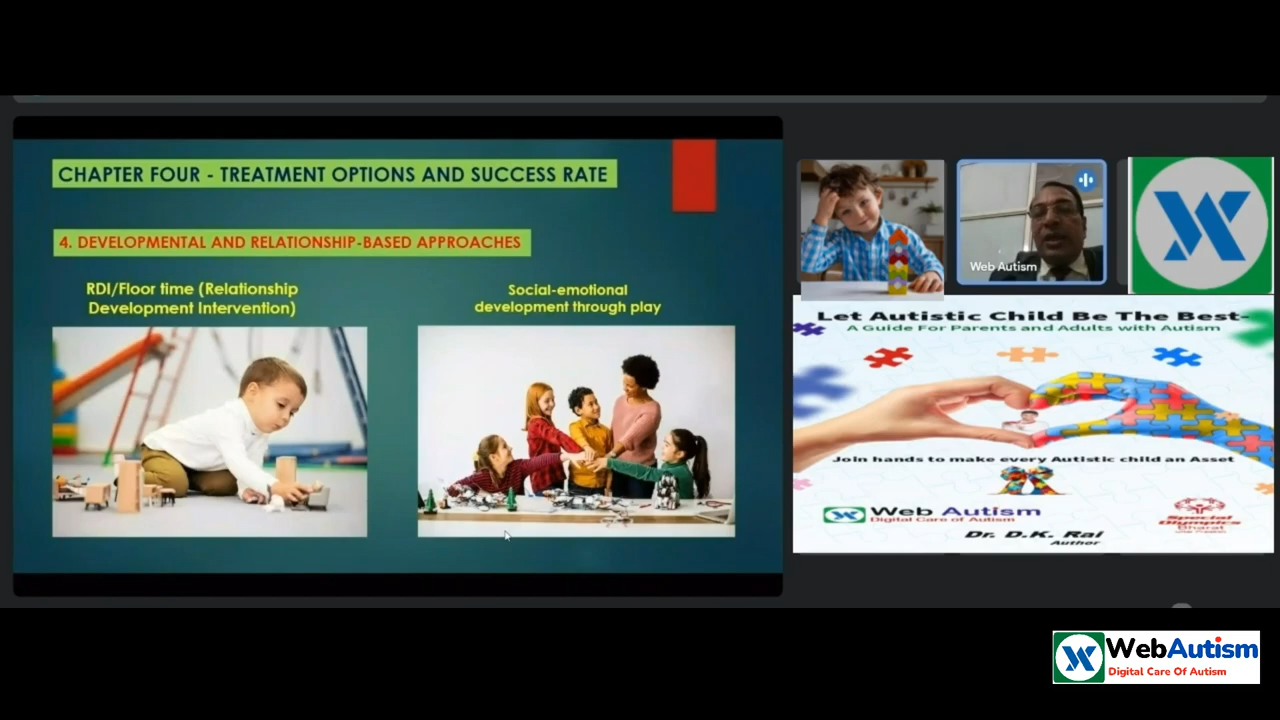 CHAPTER FOUR - TREATMENT OPTIONS AND SUCCESS RATE
4. DEVELOPMENTAL AND RELATIONSHIP-BASED APPROACHES
RDI/Floor time (Relationship
Development Intervention)
Social-emotional
development through play
Web Autism
Let Autistic Child Be The Best-
A Guide For Parents and Adults with Autism
Join hands to make every Autistic child an Asset
Web Autism
Digital Care of Autism
Special
Olympics
Bharat
Dr. D.K. Rai
Author
WebAutism
Digital Care Of Autism